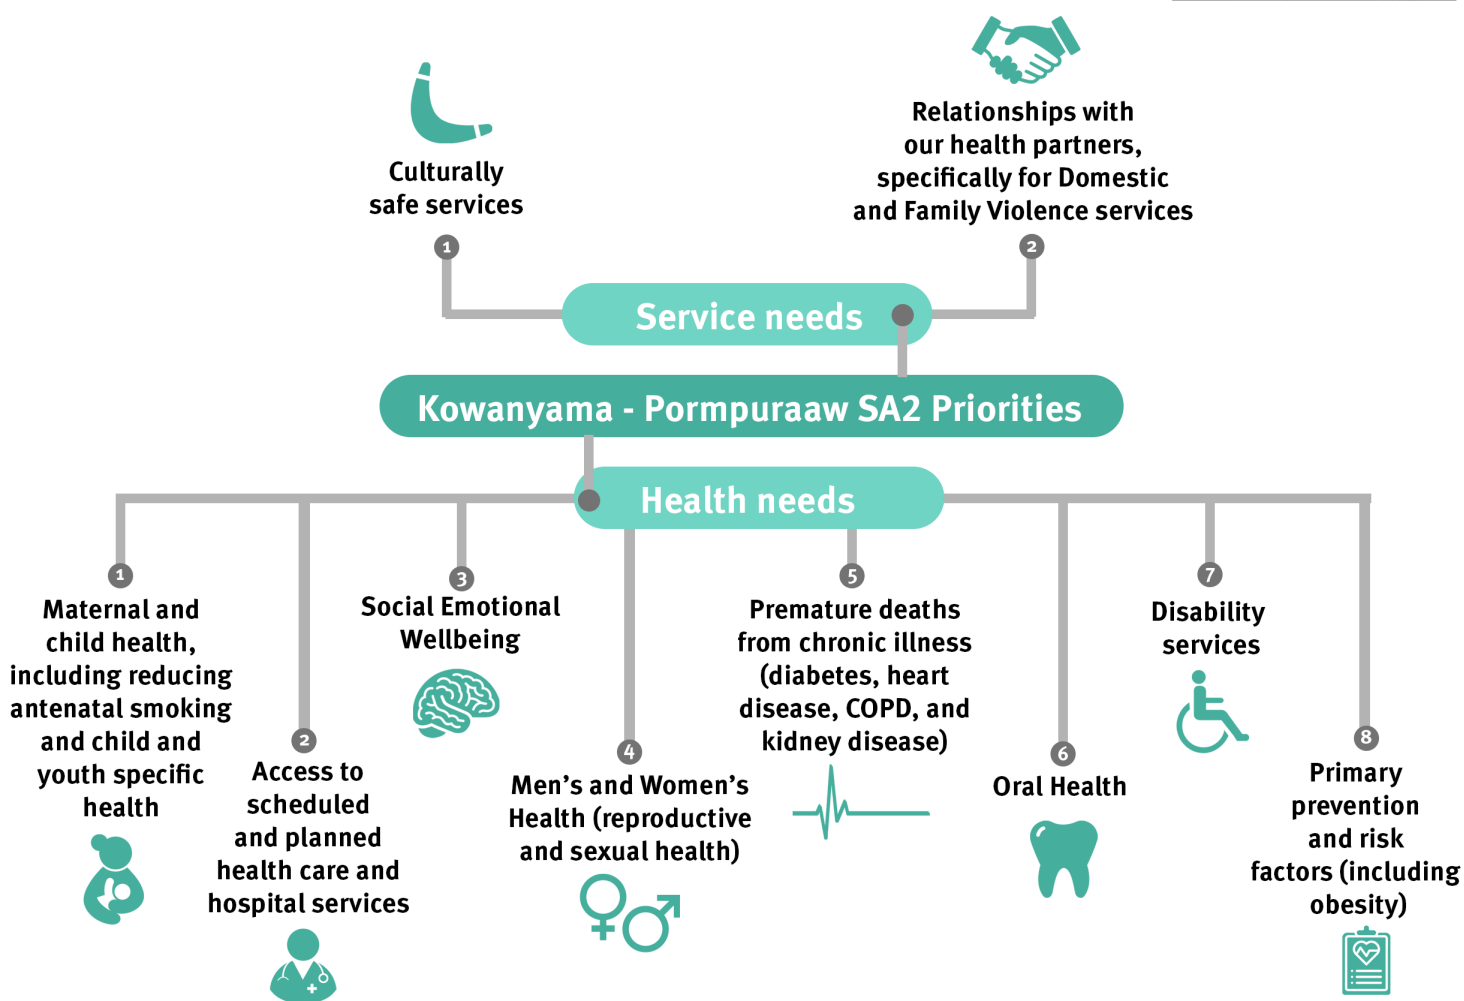 Culturally
safe services
1
Relationships with
our health partners,
specifically for Domestic
and Family Violence services
2
Service needs
Kowanyama - Pormpuraaw SA2 Priorities
Health needs
1
Maternal and
child health,
including reducing
antenatal smoking
and child and
youth specific
health
2
Access to
scheduled
and planned
health care and
hospital services
3
Social Emotional
Wellbeing
4
Men’s and Women’s
Health (reproductive
and sexual health)
5
Premature deaths
from chronic illness
(diabetes, heart
disease, COPD, and
kidney disease)
6
Oral Health
7
Disability
services
8
Primary
prevention
and risk
factors (including
obesity)